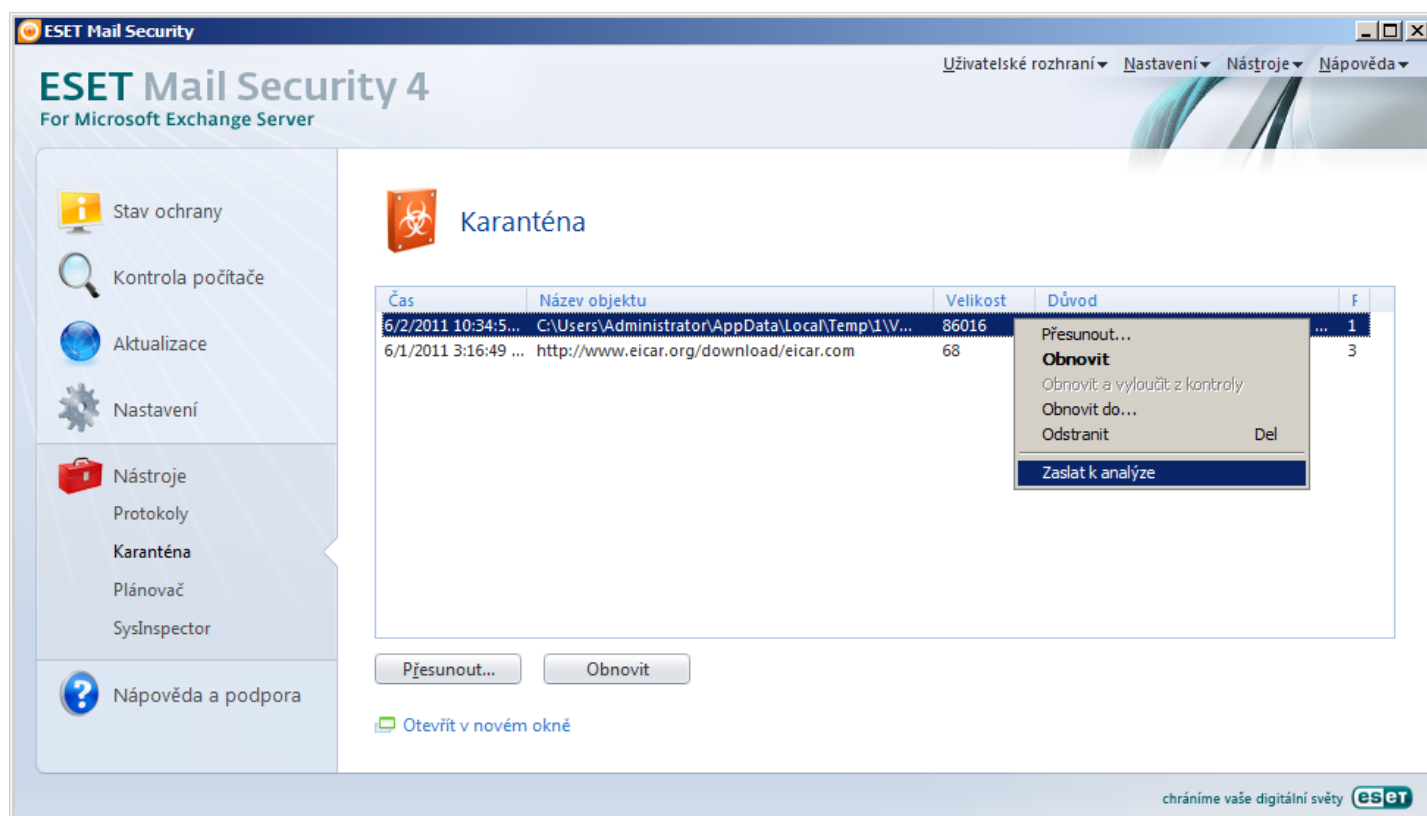 ESET Mail Security
Uživatelské rozhraní Nastavení Nástroje Nápověda
ESET Mail Security 4
For Microsoft Exchange Server
Stav ochrany
Kontrola počítače
Aktualizace
Nastavení
Nástroje
Protokoly
Karanténa
Plánovač
SysInspector
Nápověda a podpora
Karanténa
Čas Název objektu Velikost Důvod
6/2/2011 10:34:5... C:\Users\Administrator\AppData\Local\Temp\1\V... 86016 ... 1
6/1/2011 3:16:49 ... http://www.eicar.org/download/eicar.com 68 3
Přesunout...
Obnovit
Obnovit a vyloučit z kontroly
Obnovit do...
Odstranit Del
Zaslat k analýze
Přesunout... Obnovit
Otevřít v novém okně
chráníme vaše digitální světy eset